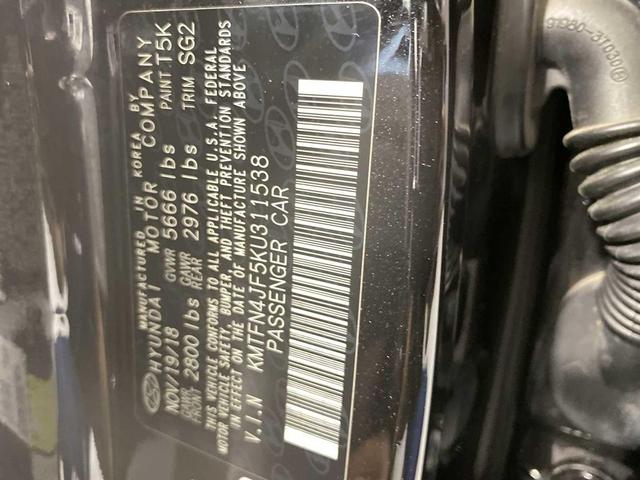 MANUFACTURED IN KOREA BY
HYUNDAI MOTOR COMPANY
NOV/19/18 GVWR 5666 lbs PAINT T5K
GAWR FRONT 2800 lbs GAWR REAR 2976 lbs TRIM SG2
THIS VEHICLE CONFORMS TO ALL APPLICABLE U.S.A. FEDERAL
MOTOR VEHICLE SAFETY, BUMPER, AND THEFT PREVENTION STANDARDS
IN EFFECT ON THE DATE OF MANUFACTURE SHOWN ABOVE.
V.I.N KMTFN4JF5KU311538
PASSENGER CAR
91980-3T030